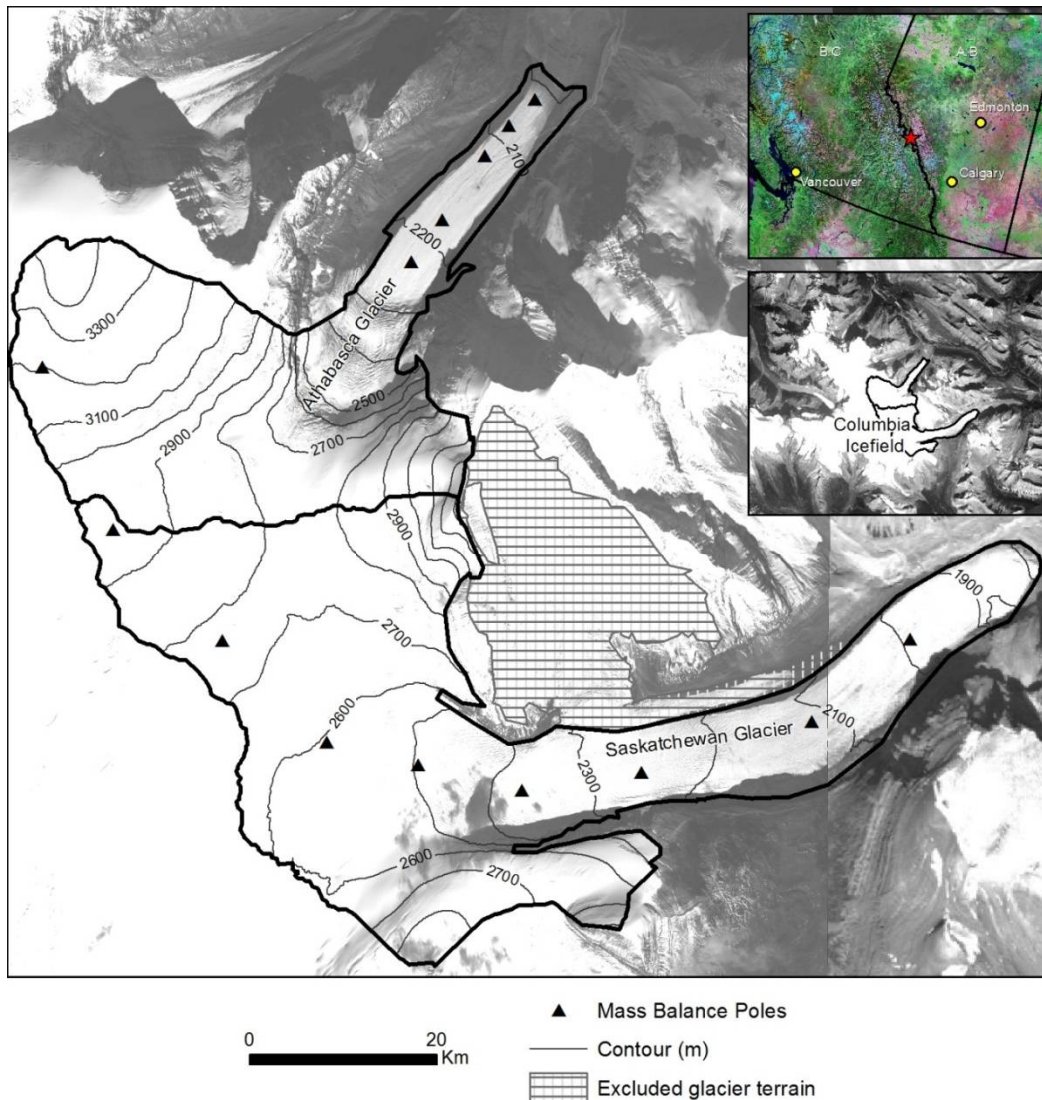 B C
A B
Edmonton
Calgary
Vancouver
Columbia
Icefield
2100
2200
Athabasca Glacier
3300
3100
2900
2500
2700
2900
2700
2600
1900
2100
Saskatchewan Glacier
2300
2600
2700
Mass Balance Poles
0
20
Km
Contour (m)
Excluded glacier terrain